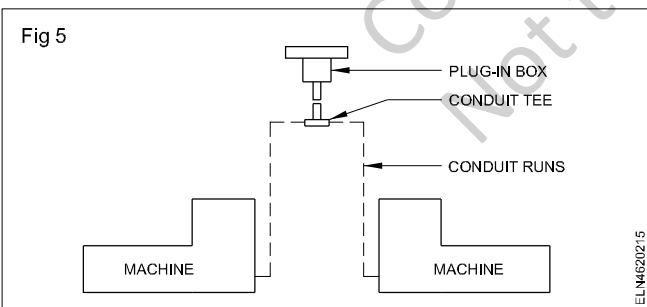 Fig 5
PLUG-IN BOX
CONDUIT TEE
CONDUIT RUNS
MACHINE
MACHINE
ELN4620215